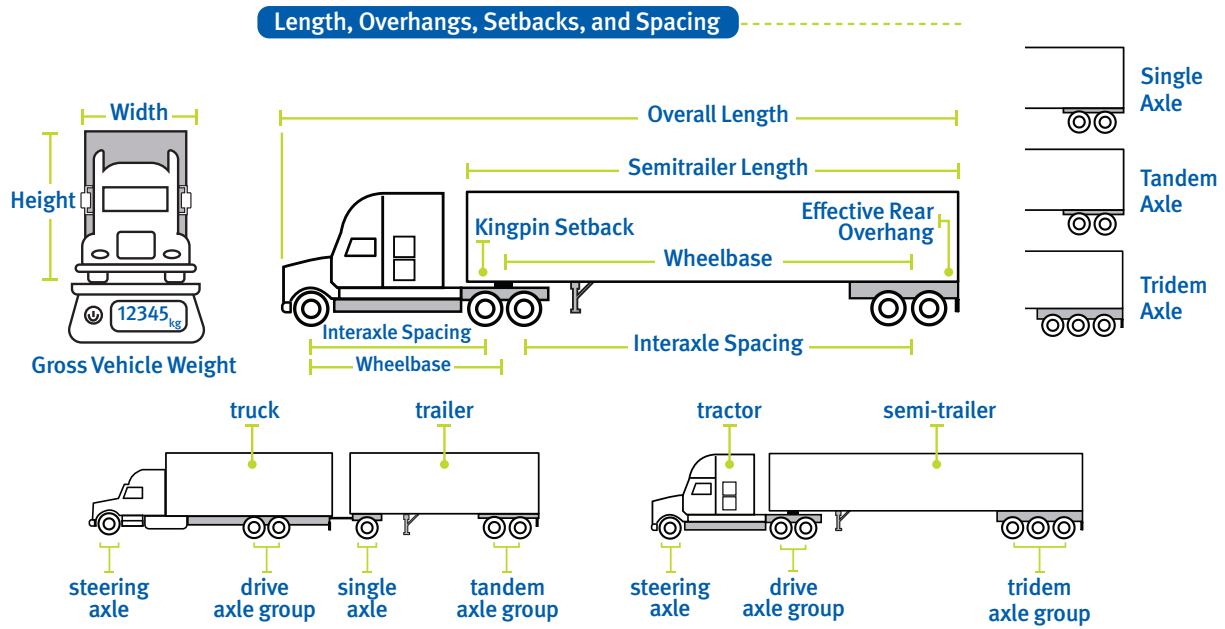 Length, Overhangs, Setbacks, and Spacing
Width
Height
12345 kg
Gross Vehicle Weight
Overall Length
Semitrailer Length
Kingpin Setback
Effective Rear
Overhang
Wheelbase
Interaxle Spacing
Wheelbase
Interaxle Spacing
Single
Axle
Tandem
Axle
Tridem
Axle
truck
trailer
steering
axle
drive
axle group
single
axle
tandem
axle group
tractor
semi-trailer
steering
axle
drive
axle group
tridem
axle group